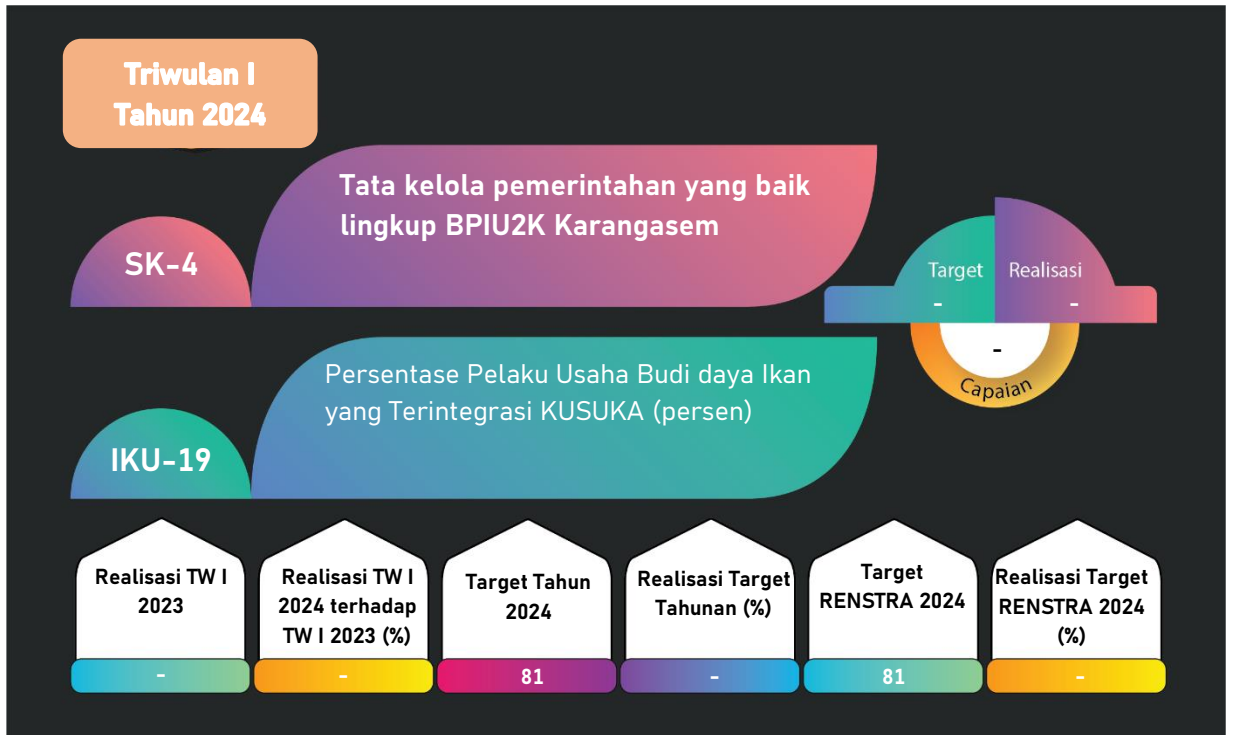 Triwulan I
Tahun 2024
Tata kelola pemerintahan yang baik
lingkup BPIU2K Karangasem
SK-4
Target
Realisasi
-
-
-
Capaian
Persentase Pelaku Usaha Budi daya Ikan
yang Terintegrasi KUSUKA (persen)
IKU-19
Realisasi TW I
2023
-
Realisasi TW I
2024 terhadap
TW I 2023 (%)
-
Target Tahun
2024
81
Realisasi Target
Tahunan (%)
-
Target
RENSTRA 2024
81
Realisasi Target
RENSTRA 2024
(%)
-